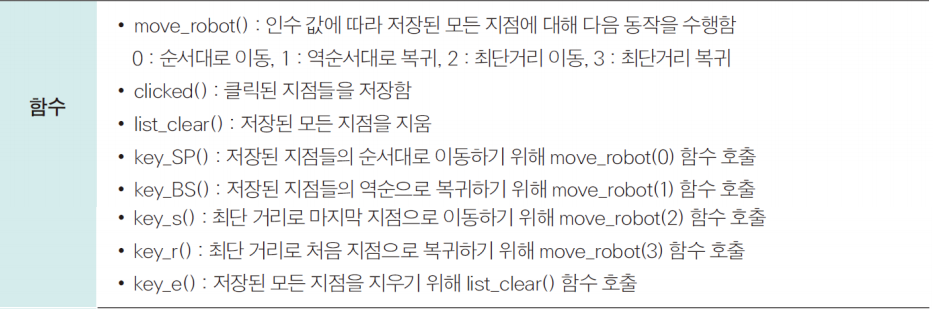 함수
• move_robot() : 인수 값에 따라 저장된 모든 지점에 대해 다음 동작을 수행함
0 : 순서대로 이동, 1 : 역순서대로 복귀, 2 : 최단거리 이동, 3 : 최단거리 복귀
• clicked() : 클릭된 지점들을 저장함
• list_clear() : 저장된 모든 지점을 지움
• key_SP() : 저장된 지점들의 순서대로 이동하기 위해 move_robot(0) 함수 호출
• key_BS() : 저장된 지점들의 역순으로 복귀하기 위해 move_robot(1) 함수 호출
• key_s() : 최단 거리로 마지막 지점으로 이동하기 위해 move_robot(2) 함수 호출
• key_r() : 최단 거리로 처음 지점으로 복귀하기 위해 move_robot(3) 함수 호출
• key_e() : 저장된 모든 지점을 지우기 위해 list_clear() 함수 호출